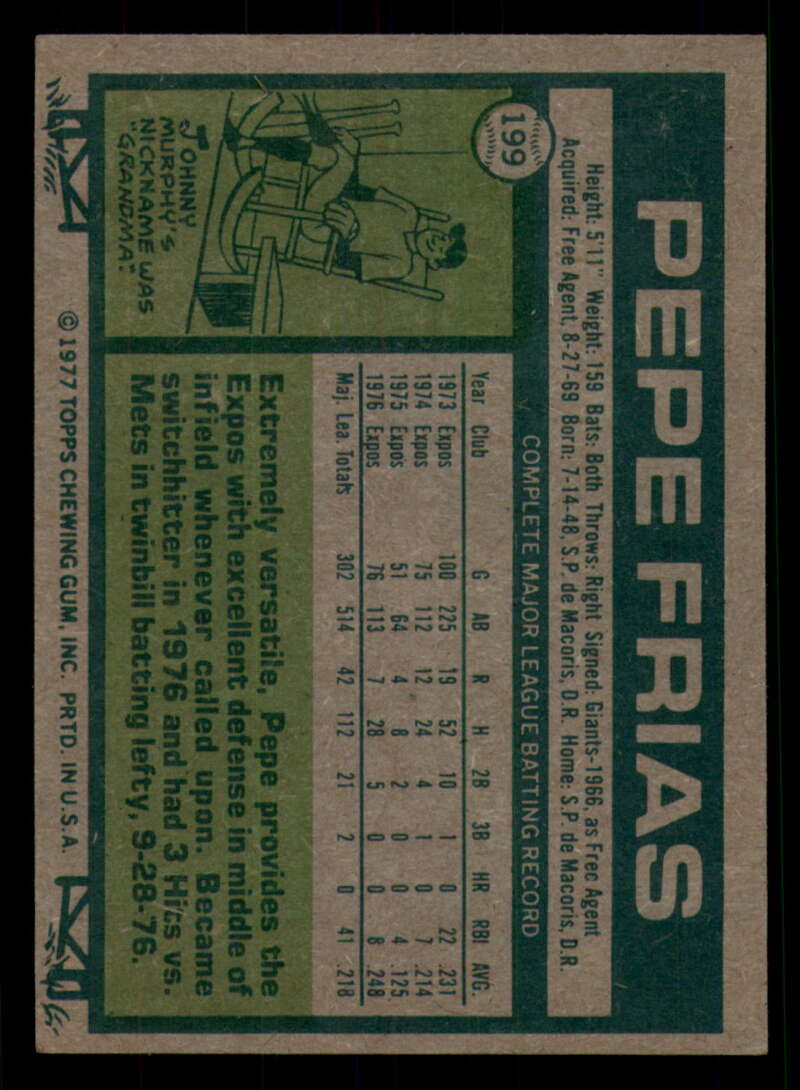 199
PEPE FRIAS
Height: 5'11" Weight: 159 Bats: Both Throws: Right Signed: Giants-1966, as Free Agent
Acquired: Free Agent, 8-27-69 Born: 7-14-48, S.P. de Macoris, D.R. Home: S.P. de Macoris, D.R.
COMPLETE MAJOR LEAGUE BATTING RECORD
Year Club G AB R H 2B 3B HR RBI AVG.
1973 Expos 100 225 19 52 10 1 0 22 .231
1974 Expos 75 112 12 24 4 1 0 7 .214
1975 Expos 51 64 4 8 2 0 0 4 .125
1976 Expos 76 113 7 28 5 0 0 8 .248
Maj. Lea. Totals 302 514 42 112 21 2 0 41 .218
JOHNNY
MURPHY'S
NICKNAME WAS
"GRANDMA."
Extremely versatile, Pepe provides the
Expos with excellent defense in middle of
infield whenever called upon. Became
switchhitter in 1976 and had 3 Hits vs.
Mets in twinbill batting lefty, 9-28-76.
© 1977 TOPPS CHEWING GUM, INC. PRTD. IN U.S.A.